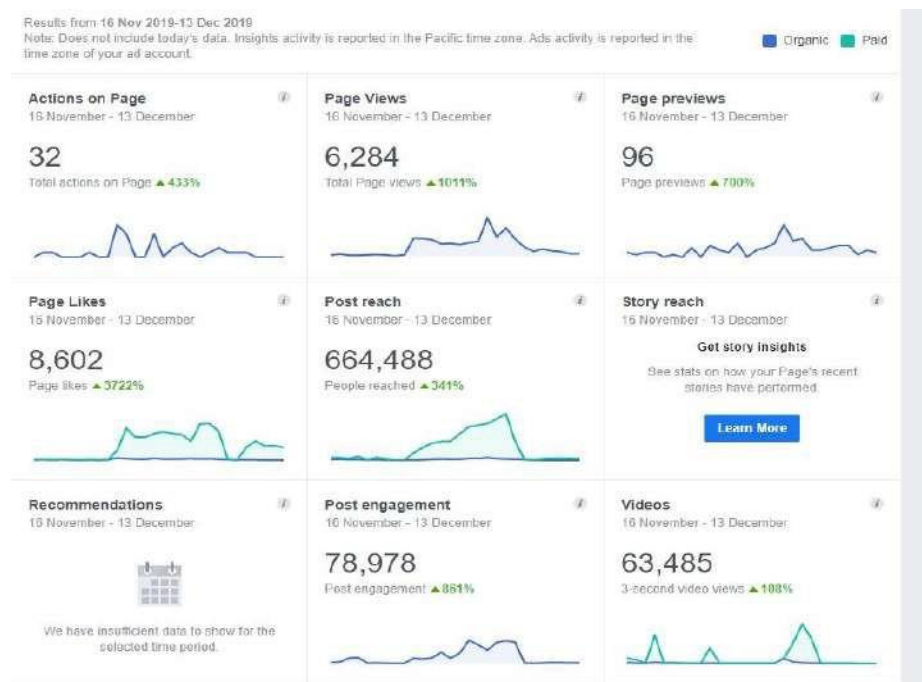 Results from 16 Nov 2019-13 Dec 2019
Note: Does not include today's data. Insights activity is reported in the Pacific time zone. Ads activity is reported in the
time zone of your ad account.
Organic Paid
Actions on Page
16 November - 13 December
32
Total actions on Page ▲ 433%
Page Views
16 November - 13 December
6,284
Total Page views ▲ 1011%
Page previews
16 November - 13 December
96
Page previews ▲ 700%
Page Likes
16 November - 13 December
8,602
Page likes ▲ 3722%
Post reach
16 November - 13 December
664,488
People reached ▲ 341%
Story reach
16 November - 13 December
Get story insights
See stats on how your Page's recent
stories have performed.
Learn More
Recommendations
16 November - 13 December
We have insufficient data to show for the
selected time period.
Post engagement
16 November - 13 December
78,978
Post engagement ▲ 861%
Videos
16 November - 13 December
63,485
3-second video views ▲ 108%